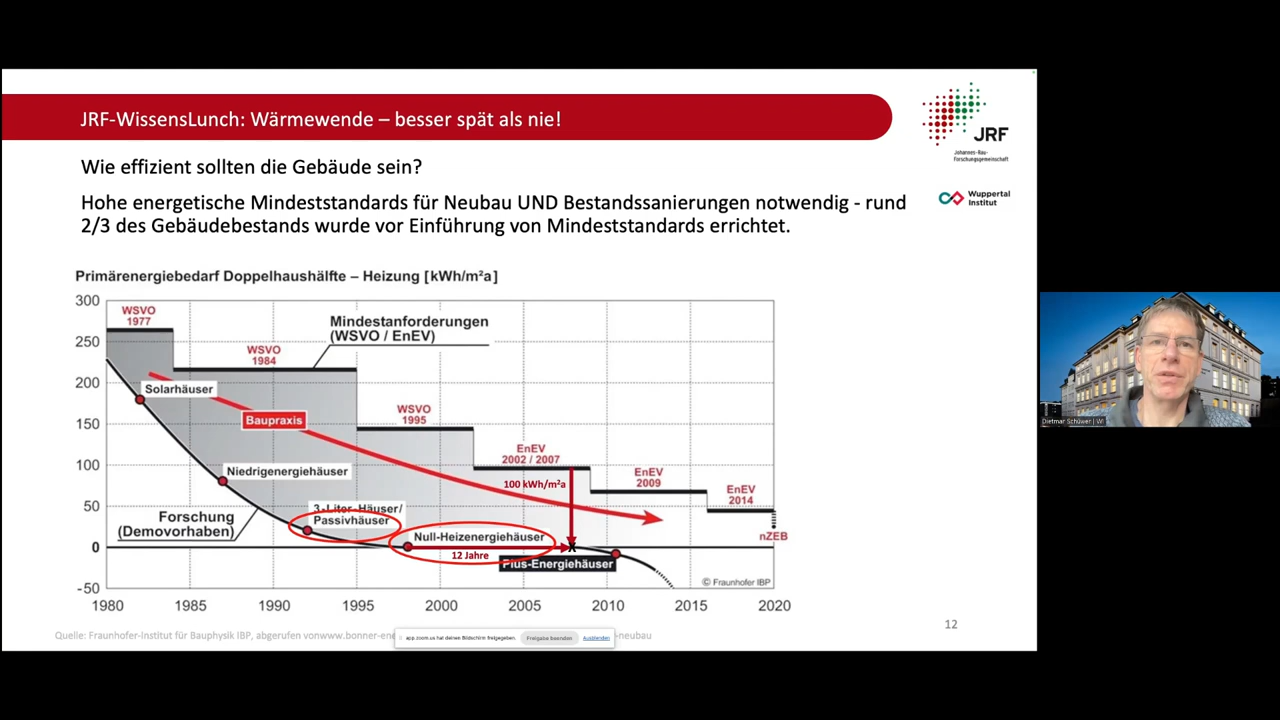 JRF-WissensLunch: Wärmewende – besser spät als nie!
JRF
Johannes-Rau-
Forschungsgemeinschaft
Wuppertal
Institut
Wie effizient sollten die Gebäude sein?
Hohe energetische Mindeststandards für Neubau UND Bestandssanierungen notwendig - rund
2/3 des Gebäudebestands wurde vor Einführung von Mindeststandards errichtet.
Primärenergiebedarf Doppelhaushälfte – Heizung [kWh/m²a]
300
250
200
150
100
50
0
-50
WSVO
1977
WSVO
1984
Mindestanforderungen
(WSVO / EnEV)
Solarhäuser
Baupraxis
WSVO
1995
EnEV
2002 / 2007
Niedrigenergiehäuser
100 kWh/m²a
EnEV
2009
EnEV
2014
3-Liter-Häuser/
Passivhäuser
Forschung
(Demovorhaben)
Null-Heizenergiehäuser
nZEB
12 Jahre
x
Plus-Energiehäuser
© Fraunhofer IBP
1980 1985 1990 1995 2000 2005 2010 2015 2020
12
Quelle: Fraunhofer-Institut für Bauphysik IBP, abgerufen vonwww.bonner-ene
-neubau
app.zoom.us hat deinen Bildschirm freigegeben. Freigabe beenden Ausblenden
Dietmar Schüwer | WI